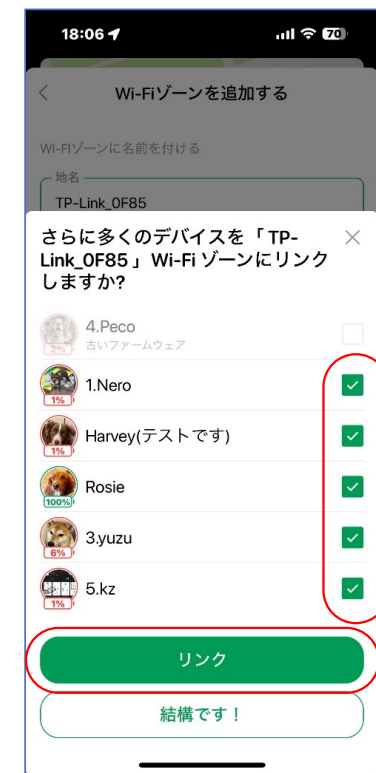 18:06
70
Wi-Fiゾーンを追加する
WI-FIゾーンに名前を付ける
地名
TP-Link_0F85
さらに多くのデバイスを「 TP-
Link_0F85 」 Wi-Fi ゾーンにリンク
しますか?
4.Peco
古いファームウェア
2%
1.Nero
1%
Harvey(テストです)
1%
Rosie
100%
3.yuzu
6%
5.kz
1%
リンク
結構です！